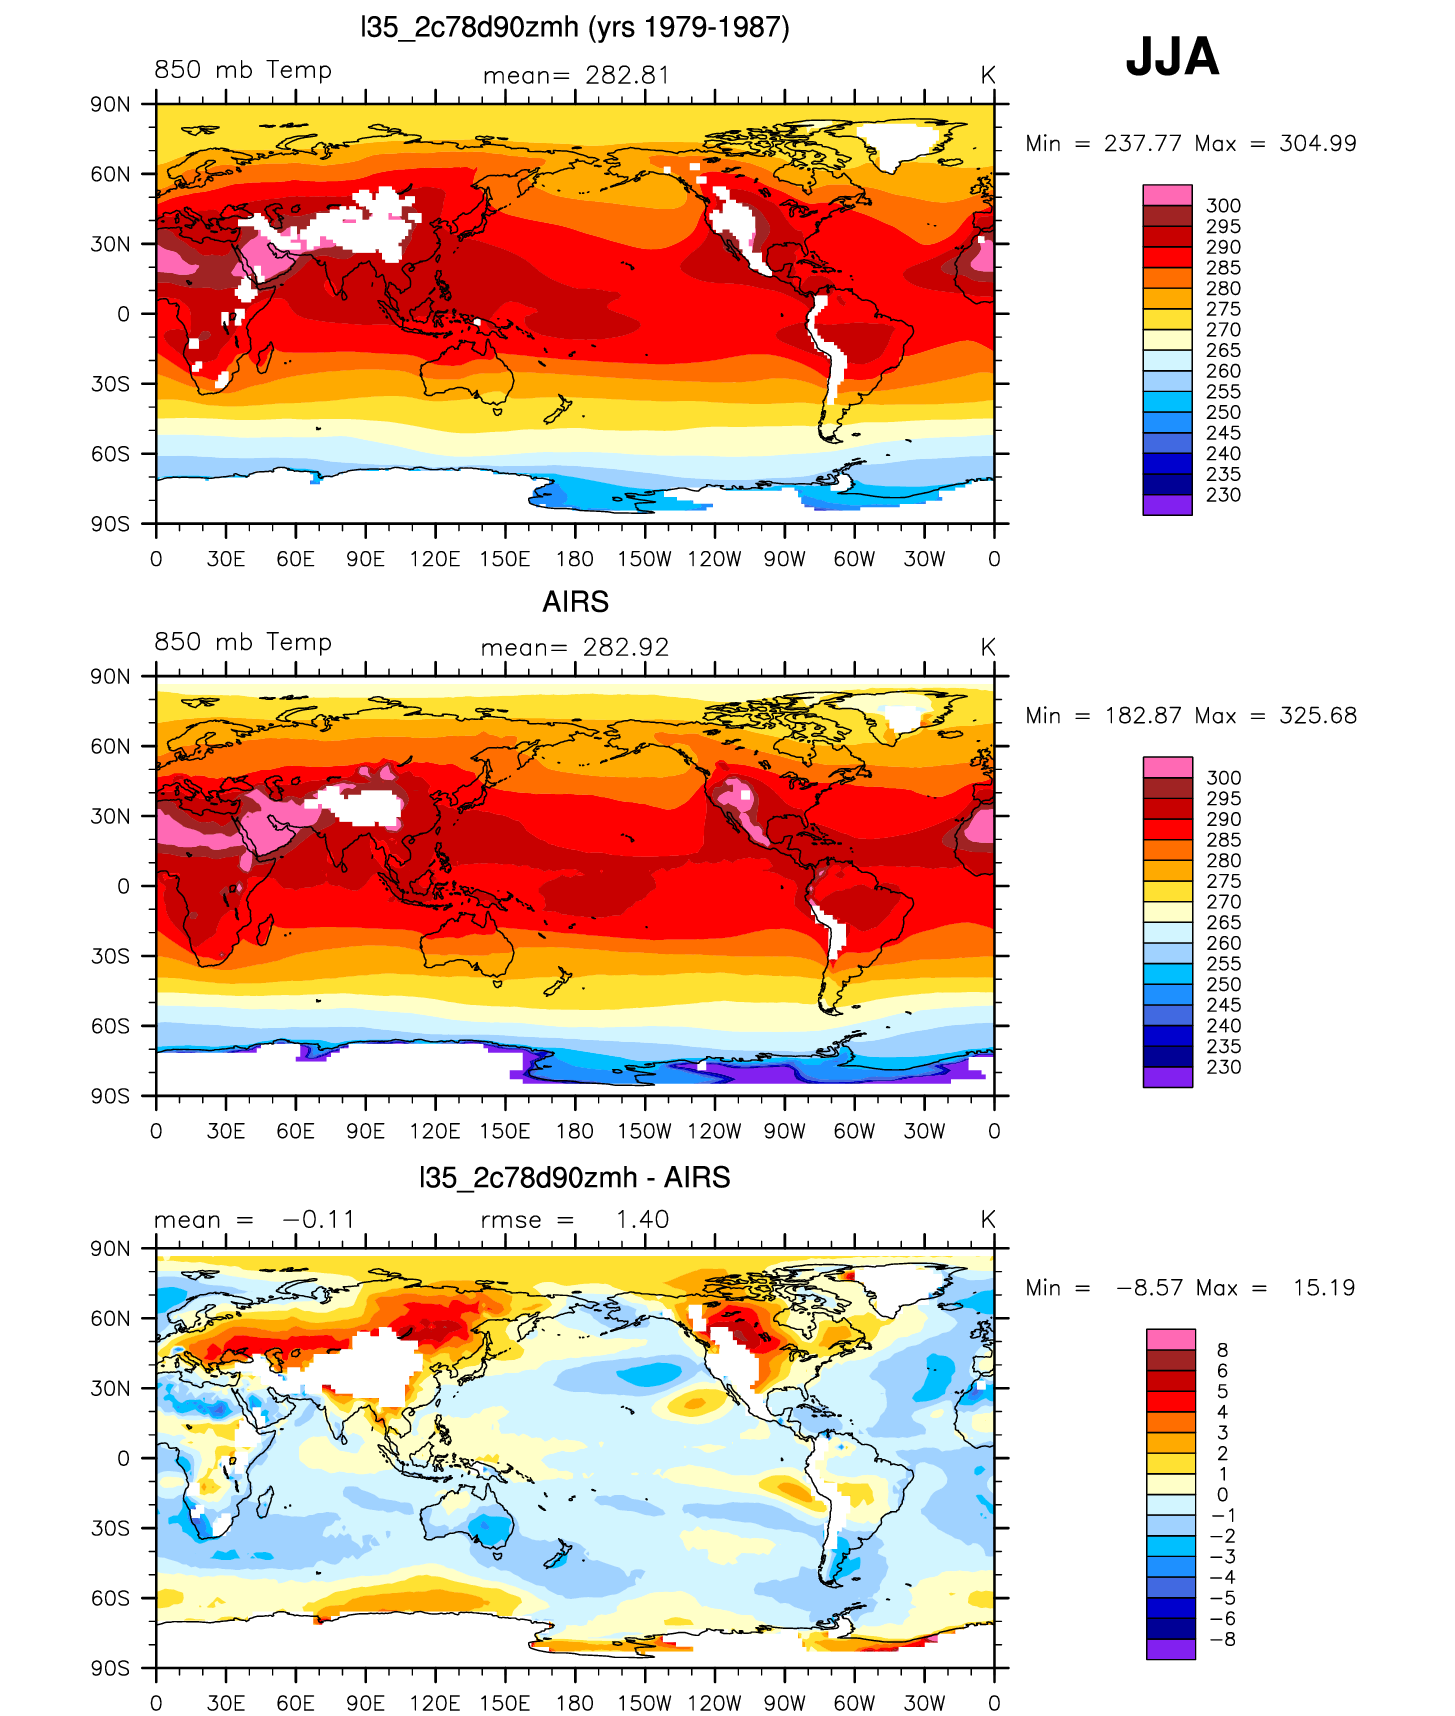 l35_2c78d90zmh (yrs 1979-1987)
JJA
850 mb Temp mean= 282.81 K
Min = 237.77 Max = 304.99
90N
60N
30N
0
30S
60S
90S
0 30E 60E 90E 120E 150E 180 150W 120W 90W 60W 30W 0
300
295
290
285
280
275
270
265
260
255
250
245
240
235
230
AIRS
850 mb Temp mean= 282.92 K
Min = 182.87 Max = 325.68
90N
60N
30N
0
30S
60S
90S
0 30E 60E 90E 120E 150E 180 150W 120W 90W 60W 30W 0
300
295
290
285
280
275
270
265
260
255
250
245
240
235
230
l35_2c78d90zmh - AIRS
mean = −0.11 rmse = 1.40 K
Min = −8.57 Max = 15.19
90N
60N
30N
0
30S
60S
90S
0 30E 60E 90E 120E 150E 180 150W 120W 90W 60W 30W 0
8
6
5
4
3
2
1
0
−1
−2
−3
−4
−5
−6
−8